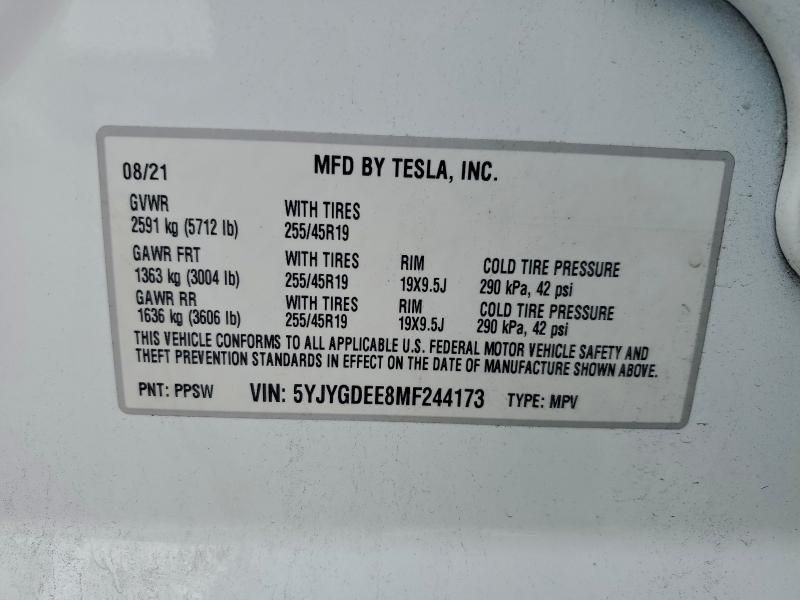 08/21 MFD BY TESLA, INC.
GVWR WITH TIRES
2591 kg (5712 lb) 255/45R19
GAWR FRT WITH TIRES RIM COLD TIRE PRESSURE
1363 kg (3004 lb) 255/45R19 19X9.5J 290 kPa, 42 psi
GAWR RR WITH TIRES RIM COLD TIRE PRESSURE
1636 kg (3606 lb) 255/45R19 19X9.5J 290 kPa, 42 psi
THIS VEHICLE CONFORMS TO ALL APPLICABLE U.S. FEDERAL MOTOR VEHICLE SAFETY AND
THEFT PREVENTION STANDARDS IN EFFECT ON THE DATE OF MANUFACTURE SHOWN ABOVE.
PNT: PPSW VIN: 5YJYGDEE8MF244173 TYPE: MPV